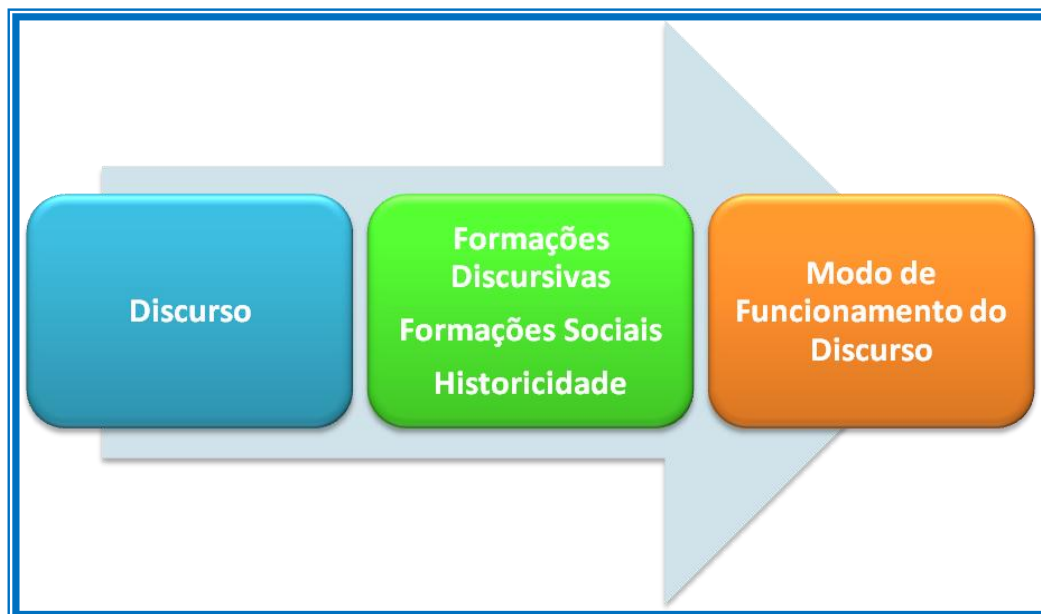 Discurso
Formações
Discursivas
Formações Sociais
Historicidade
Modo de
Funcionamento do
Discurso